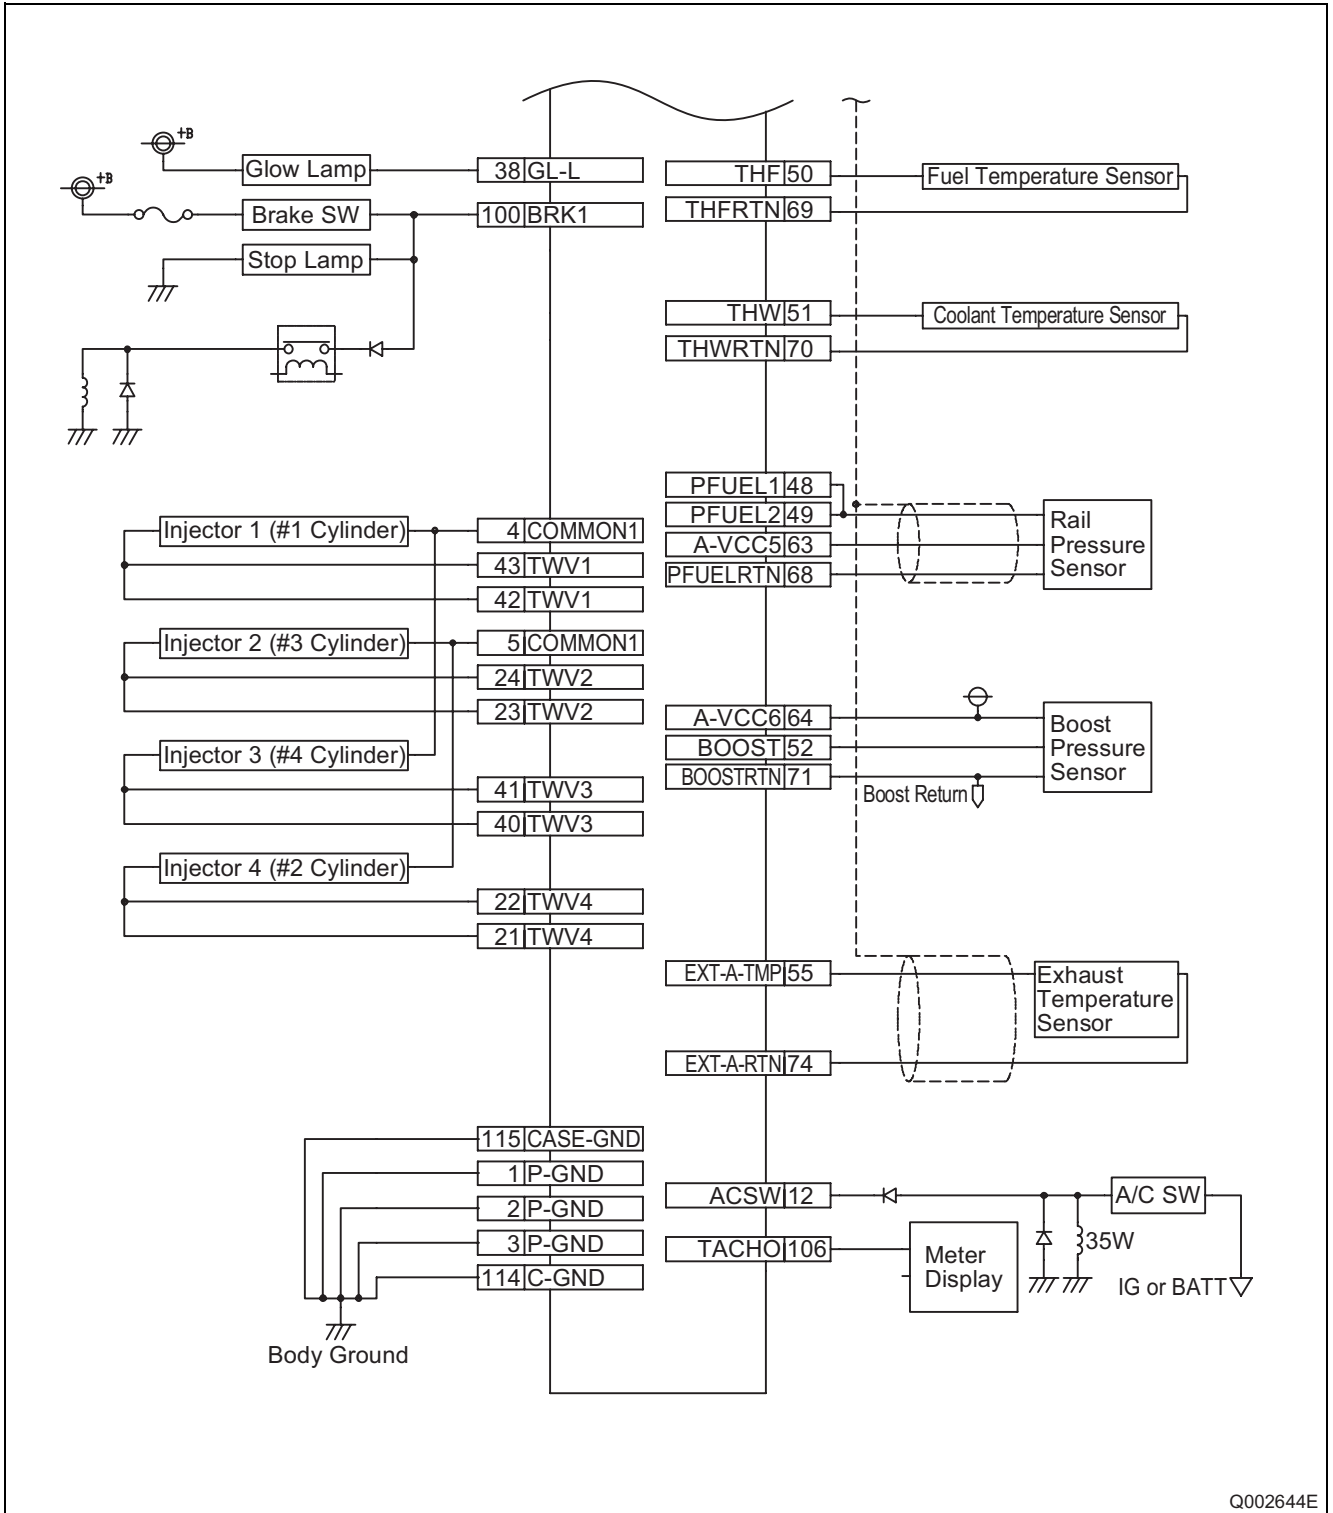 +B
Glow Lamp
38 GL-L
+B
Brake SW
100 BRK1
Stop Lamp
Injector 1 (#1 Cylinder)
4 COMMON1
43 TWV1
42 TWV1
Injector 2 (#3 Cylinder)
5 COMMON1
24 TWV2
23 TWV2
Injector 3 (#4 Cylinder)
41 TWV3
40 TWV3
Injector 4 (#2 Cylinder)
22 TWV4
21 TWV4
115 CASE-GND
1 P-GND
2 P-GND
3 P-GND
114 C-GND
Body Ground
THF 50
Fuel Temperature Sensor
THFRTN 69
THW 51
Coolant Temperature Sensor
THWRTN 70
PFUEL1 48
PFUEL2 49
A-VCC5 63
PFUELRTN 68
Rail
Pressure
Sensor
A-VCC6 64
BOOST 52
BOOSTRTN 71
Boost Return
Boost
Pressure
Sensor
EXT-A-TMP 55
EXT-A-RTN 74
Exhaust
Temperature
Sensor
ACSW 12
A/C SW
35W
IG or BATT
TACHO 106
Meter
Display
Q002644E